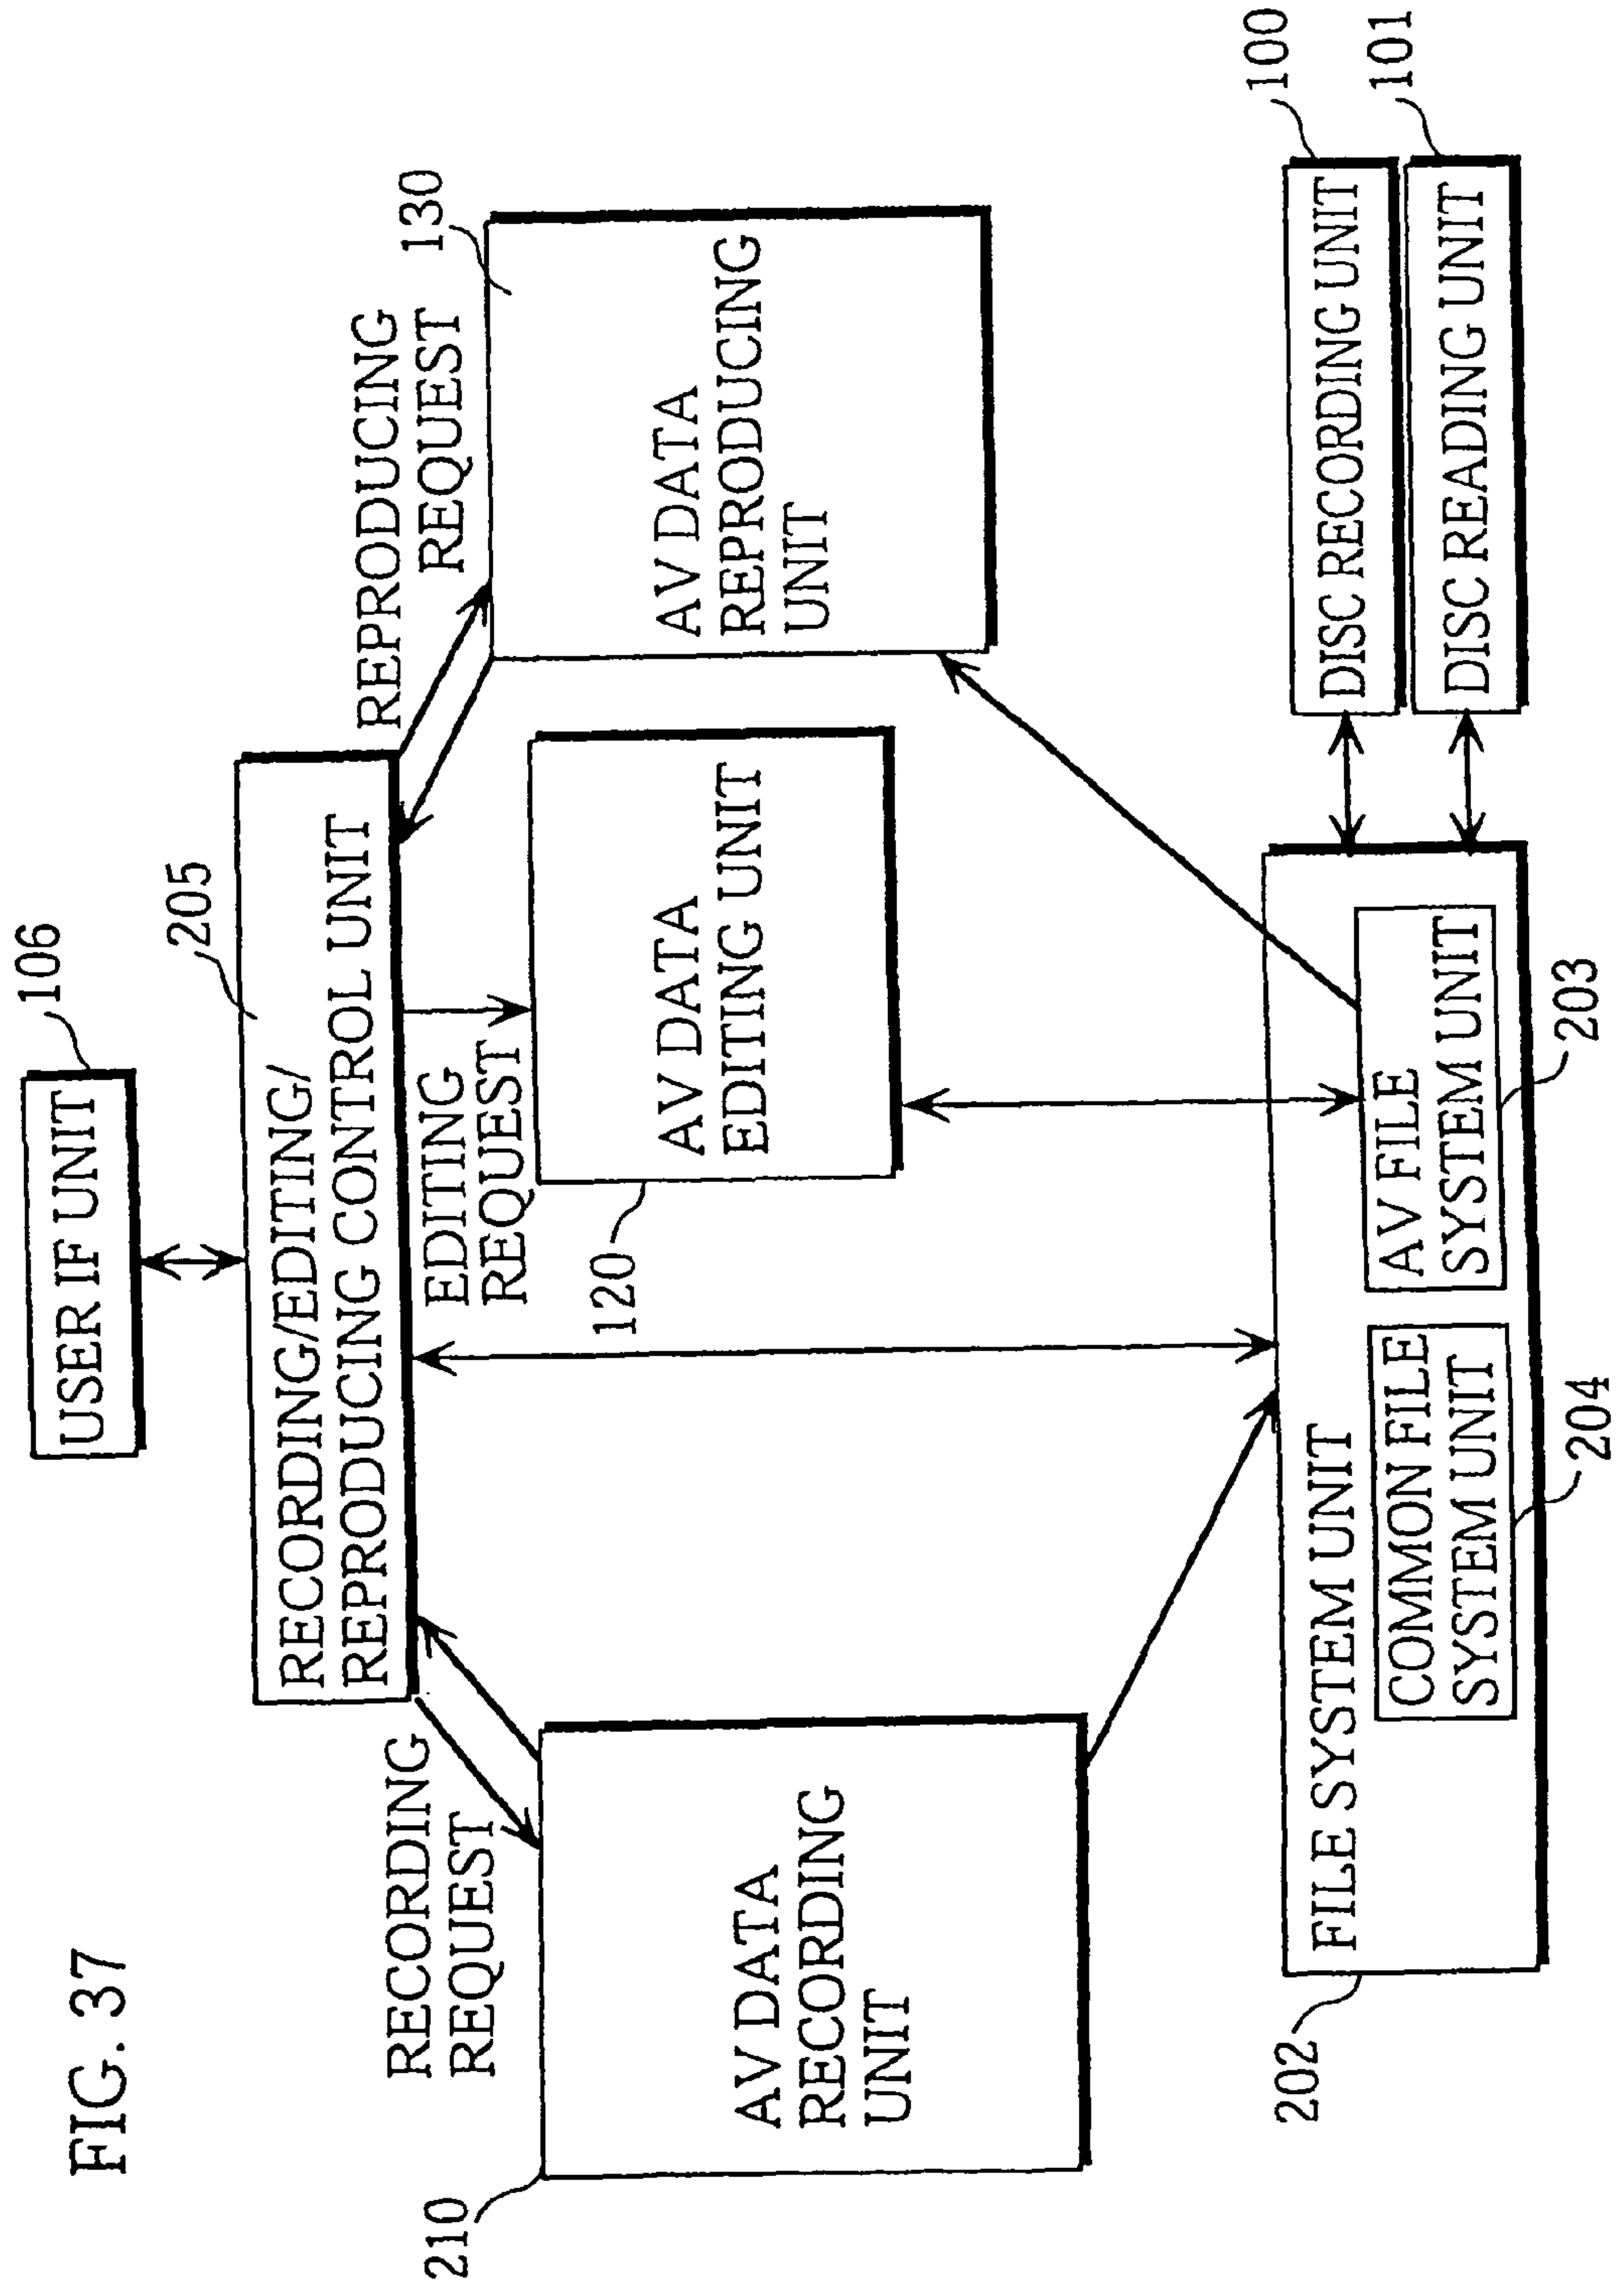 FIG. 37
USER IF UNIT
106
205
RECORDING/EDITING/
REPRODUCING CONTROL UNIT
RECORDING
REQUEST
EDITING
REQUEST
REPRODUCING
REQUEST
210
AV DATA
RECORDING
UNIT
120
AV DATA
EDITING UNIT
130
AV DATA
REPRODUCING
UNIT
202
FILE SYSTEM UNIT
COMMON FILE
SYSTEM UNIT
204
AV FILE
SYSTEM UNIT
203
DISC RECORDING UNIT
100
DISC READING UNIT
101